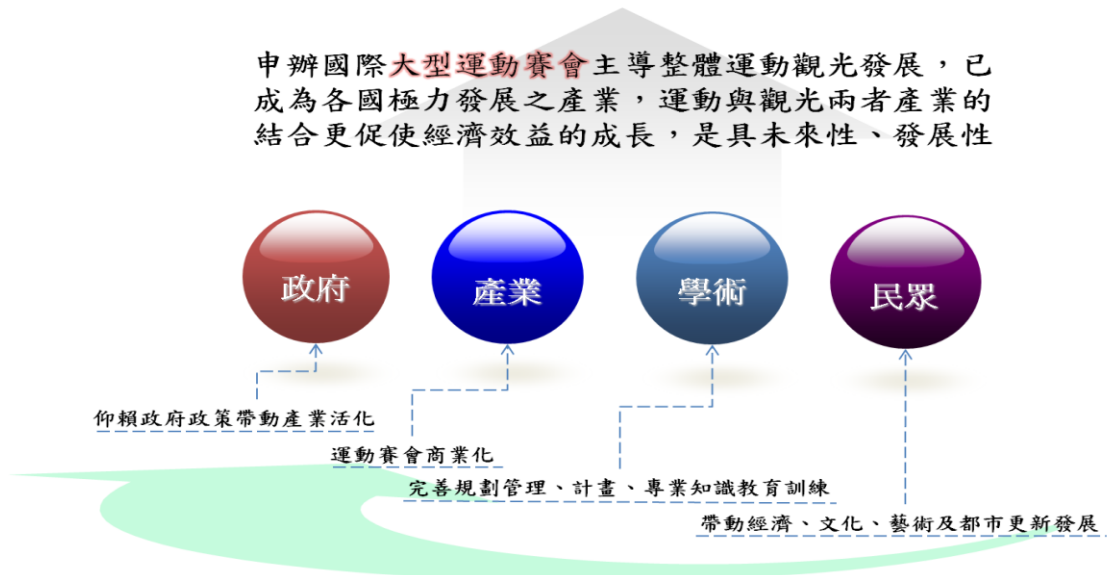 申辦國際大型運動賽會主導整體運動觀光發展，已
成為各國極力發展之產業，運動與觀光兩者產業的
結合更促使經濟效益的成長，是具未來性、發展性
政府
產業
學術
民眾
仰賴政府政策帶動產業活化
運動賽會商業化
完善規劃管理、計畫、專業知識教育訓練
帶動經濟、文化、藝術及都市更新發展